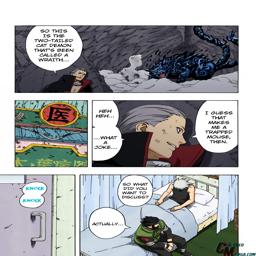 SO THIS
IS THE
TWO-TAILED
CAT DEMON
THAT'S BEEN
CALLED A
WRAITH...
HEH
HEH...
WHAT
A
JOKE...
I GUESS
THAT
MAKES ME
A
TRAPPED
MOUSE,
THEN.
医
KNOCK
KNOCK
SO WHAT
DID YOU
WANT TO
DISCUSS?
ACTUALLY...